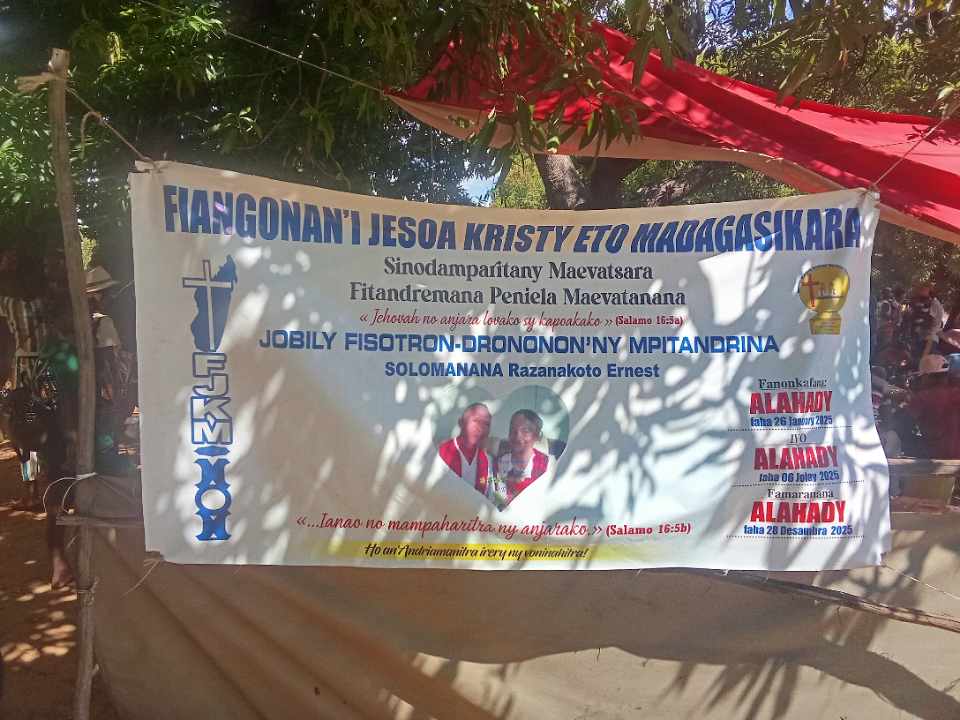 FIANGONAN'I JESOA KRISTY ETO MADAGASIKARA
Sinodamparitany Maevatsara
Fitandremana Peniela Maevatanana
« Jehovah no anjara lovako sy kapoakako » (Salamo 16:5a)
JOBILY FISOTRON-DRONONON'NY MPITANDRINA
SOLOMANANA Razanakoto Ernest
FJKM-XOX
Fanonkafana:
ALAHADY
faha 26 Janoary 2025
IVO
ALAHADY
faha 06 Joley 2025
Famaranana
ALAHADY
faha 28 Desambra 2025
«...Ianao no mampaharitra ny anjarako.» (Salamo 16:5b)
Ho an'Andriamanitra irery ny voninahitra!